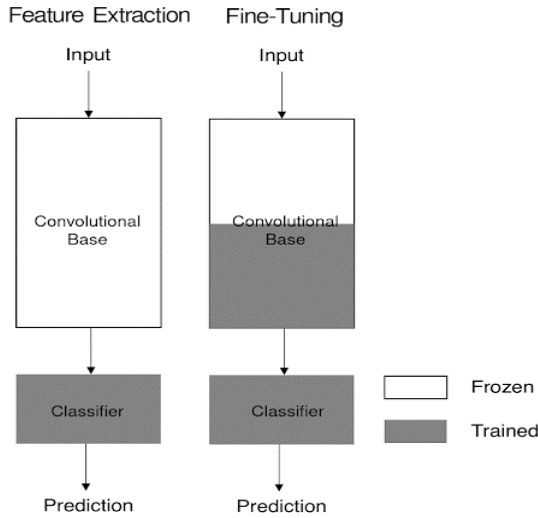 Feature Extraction
Fine-Tuning
Input
Input
Convolutional
Base
Convolutional
Base
Classifier
Classifier
Frozen
Trained
Prediction
Prediction